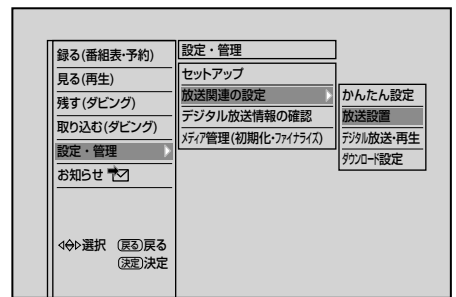 録る(番組表･予約)
見る(再生)
残す(ダビング)
取り込む(ダビング)
設定・管理
お知らせ
選択 戻る戻る
決定決定
設定・管理
セットアップ
放送関連の設定
デジタル放送情報の確認
ﾒﾃﾞｨｱ管理(初期化･ﾌｧｲﾅﾗｲｽﾞ)
かんたん設定
放送設置
ﾃﾞｼﾞﾀﾙ放送･再生
ﾀﾞｳﾝﾛｰﾄﾞ設定